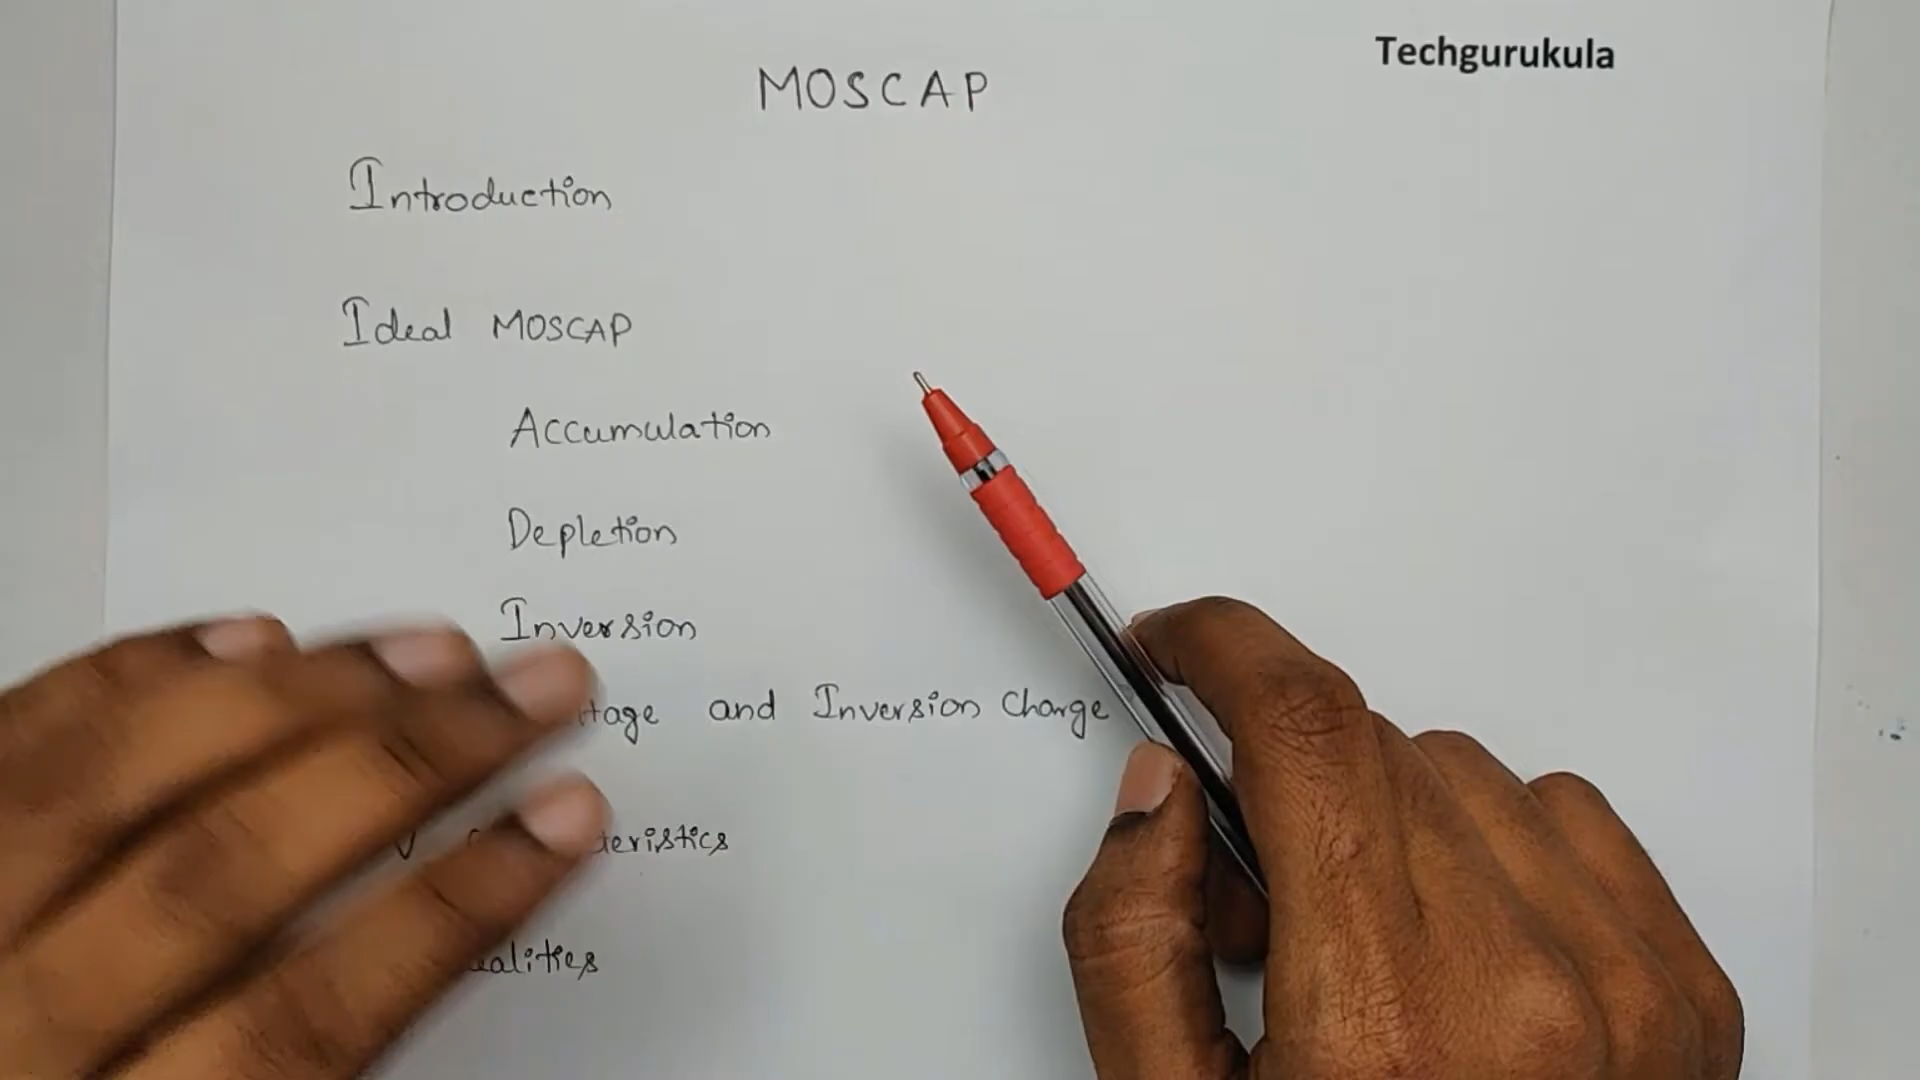 Techgurukula
MOSCAP
Introduction
Ideal MOSCAP
Accumulation
Depletion
Inversion
and Inversion Charge